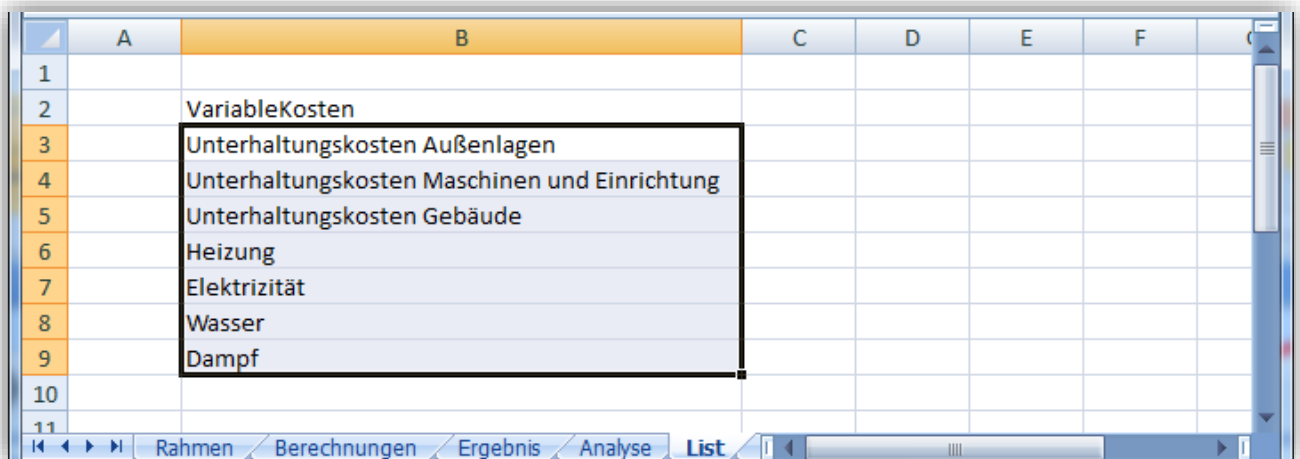 A B C D E F
1
2 VariableKosten
3 Unterhaltungskosten Außenlagen
4 Unterhaltungskosten Maschinen und Einrichtung
5 Unterhaltungskosten Gebäude
6 Heizung
7 Elektrizität
8 Wasser
9 Dampf
10
11
Rahmen Berechnungen Ergebnis Analyse List